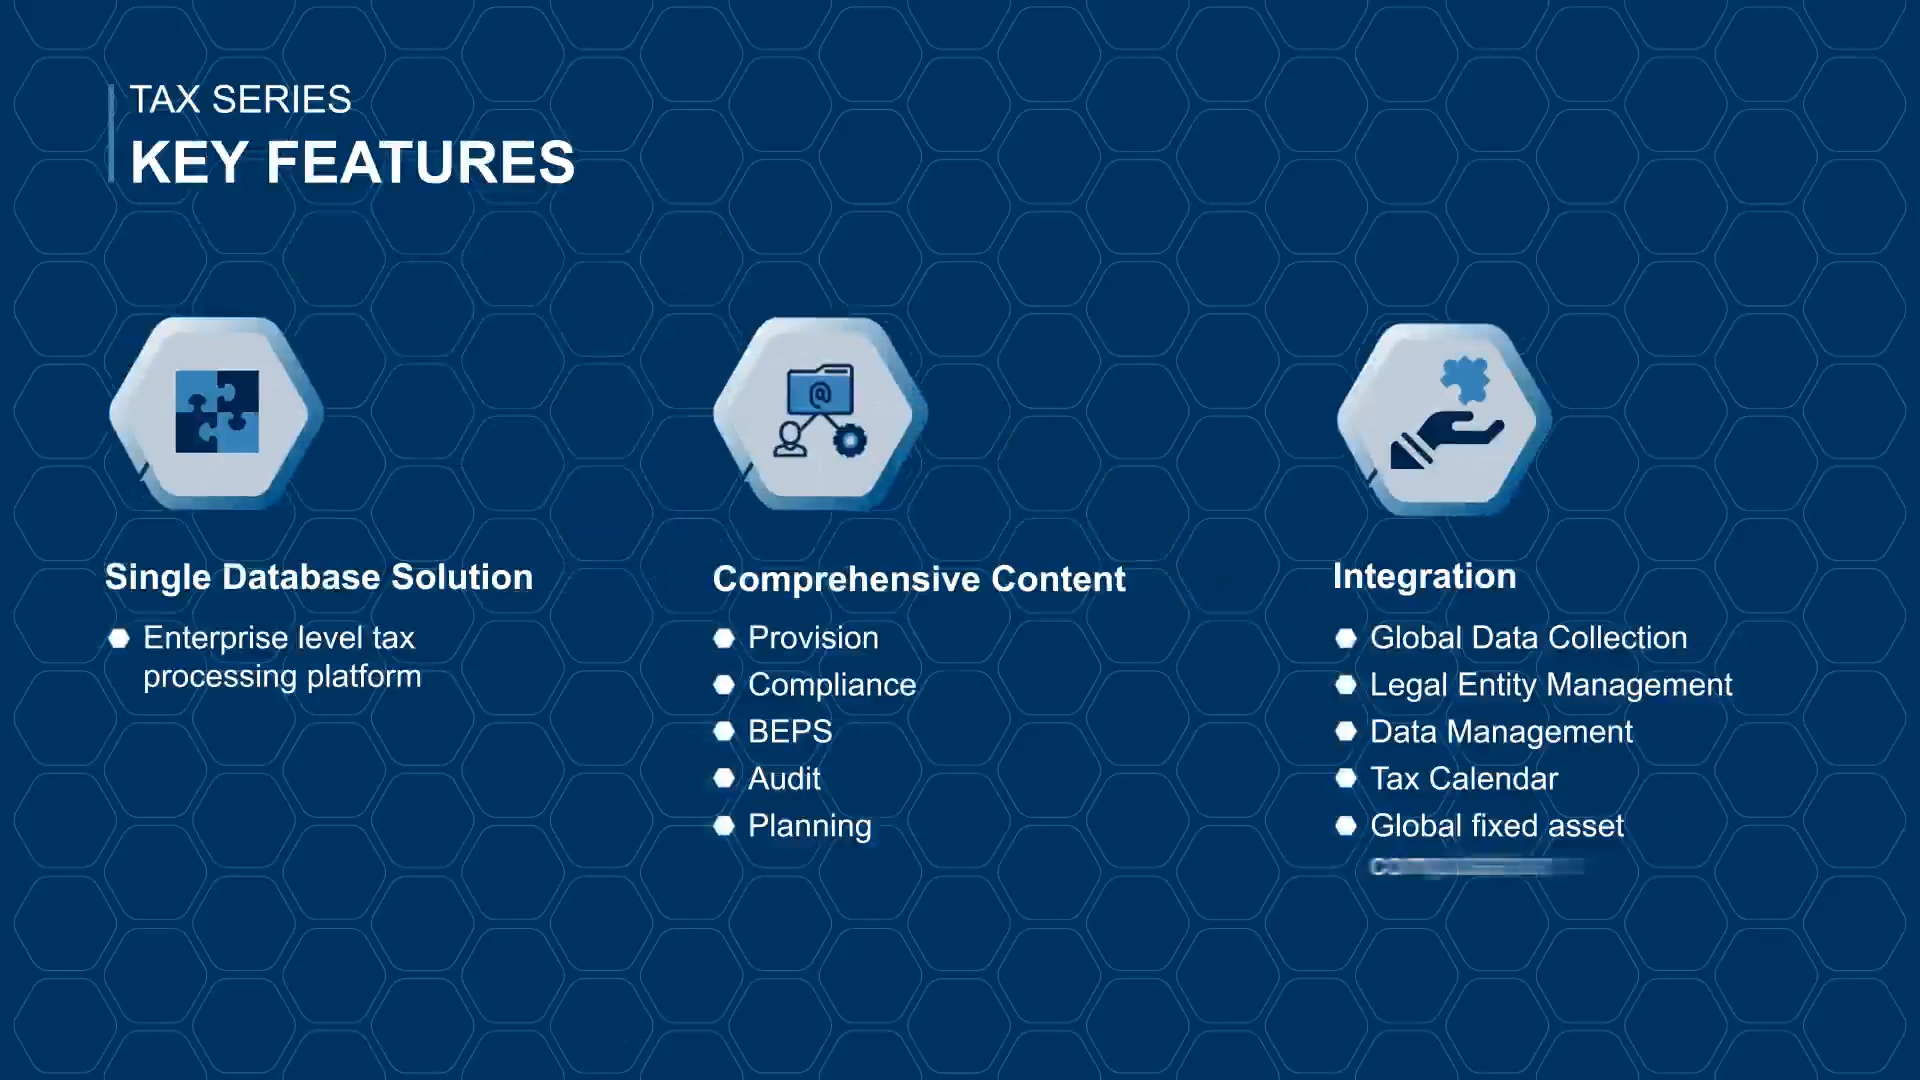 TAX SERIES
KEY FEATURES
Single Database Solution
Enterprise level tax
processing platform
Comprehensive Content
Provision
Compliance
BEPS
Audit
Planning
Integration
Global Data Collection
Legal Entity Management
Data Management
Tax Calendar
Global fixed asset